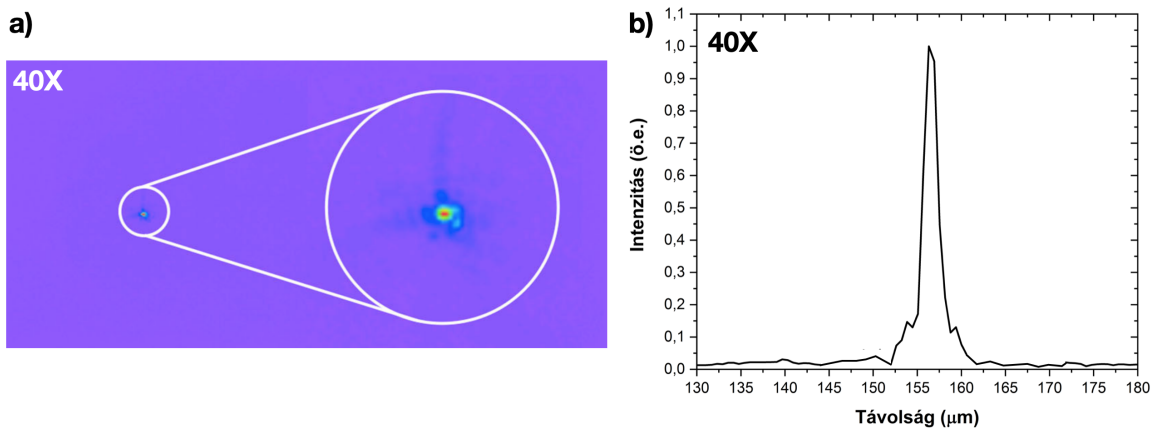 a)
40X
b)
40X
Intenzitás (ö.e.)
1,1
1,0
0,9
0,8
0,7
0,6
0,5
0,4
0,3
0,2
0,1
0,0
130 135 140 145 150 155 160 165 170 175 180
Távolság (μm)